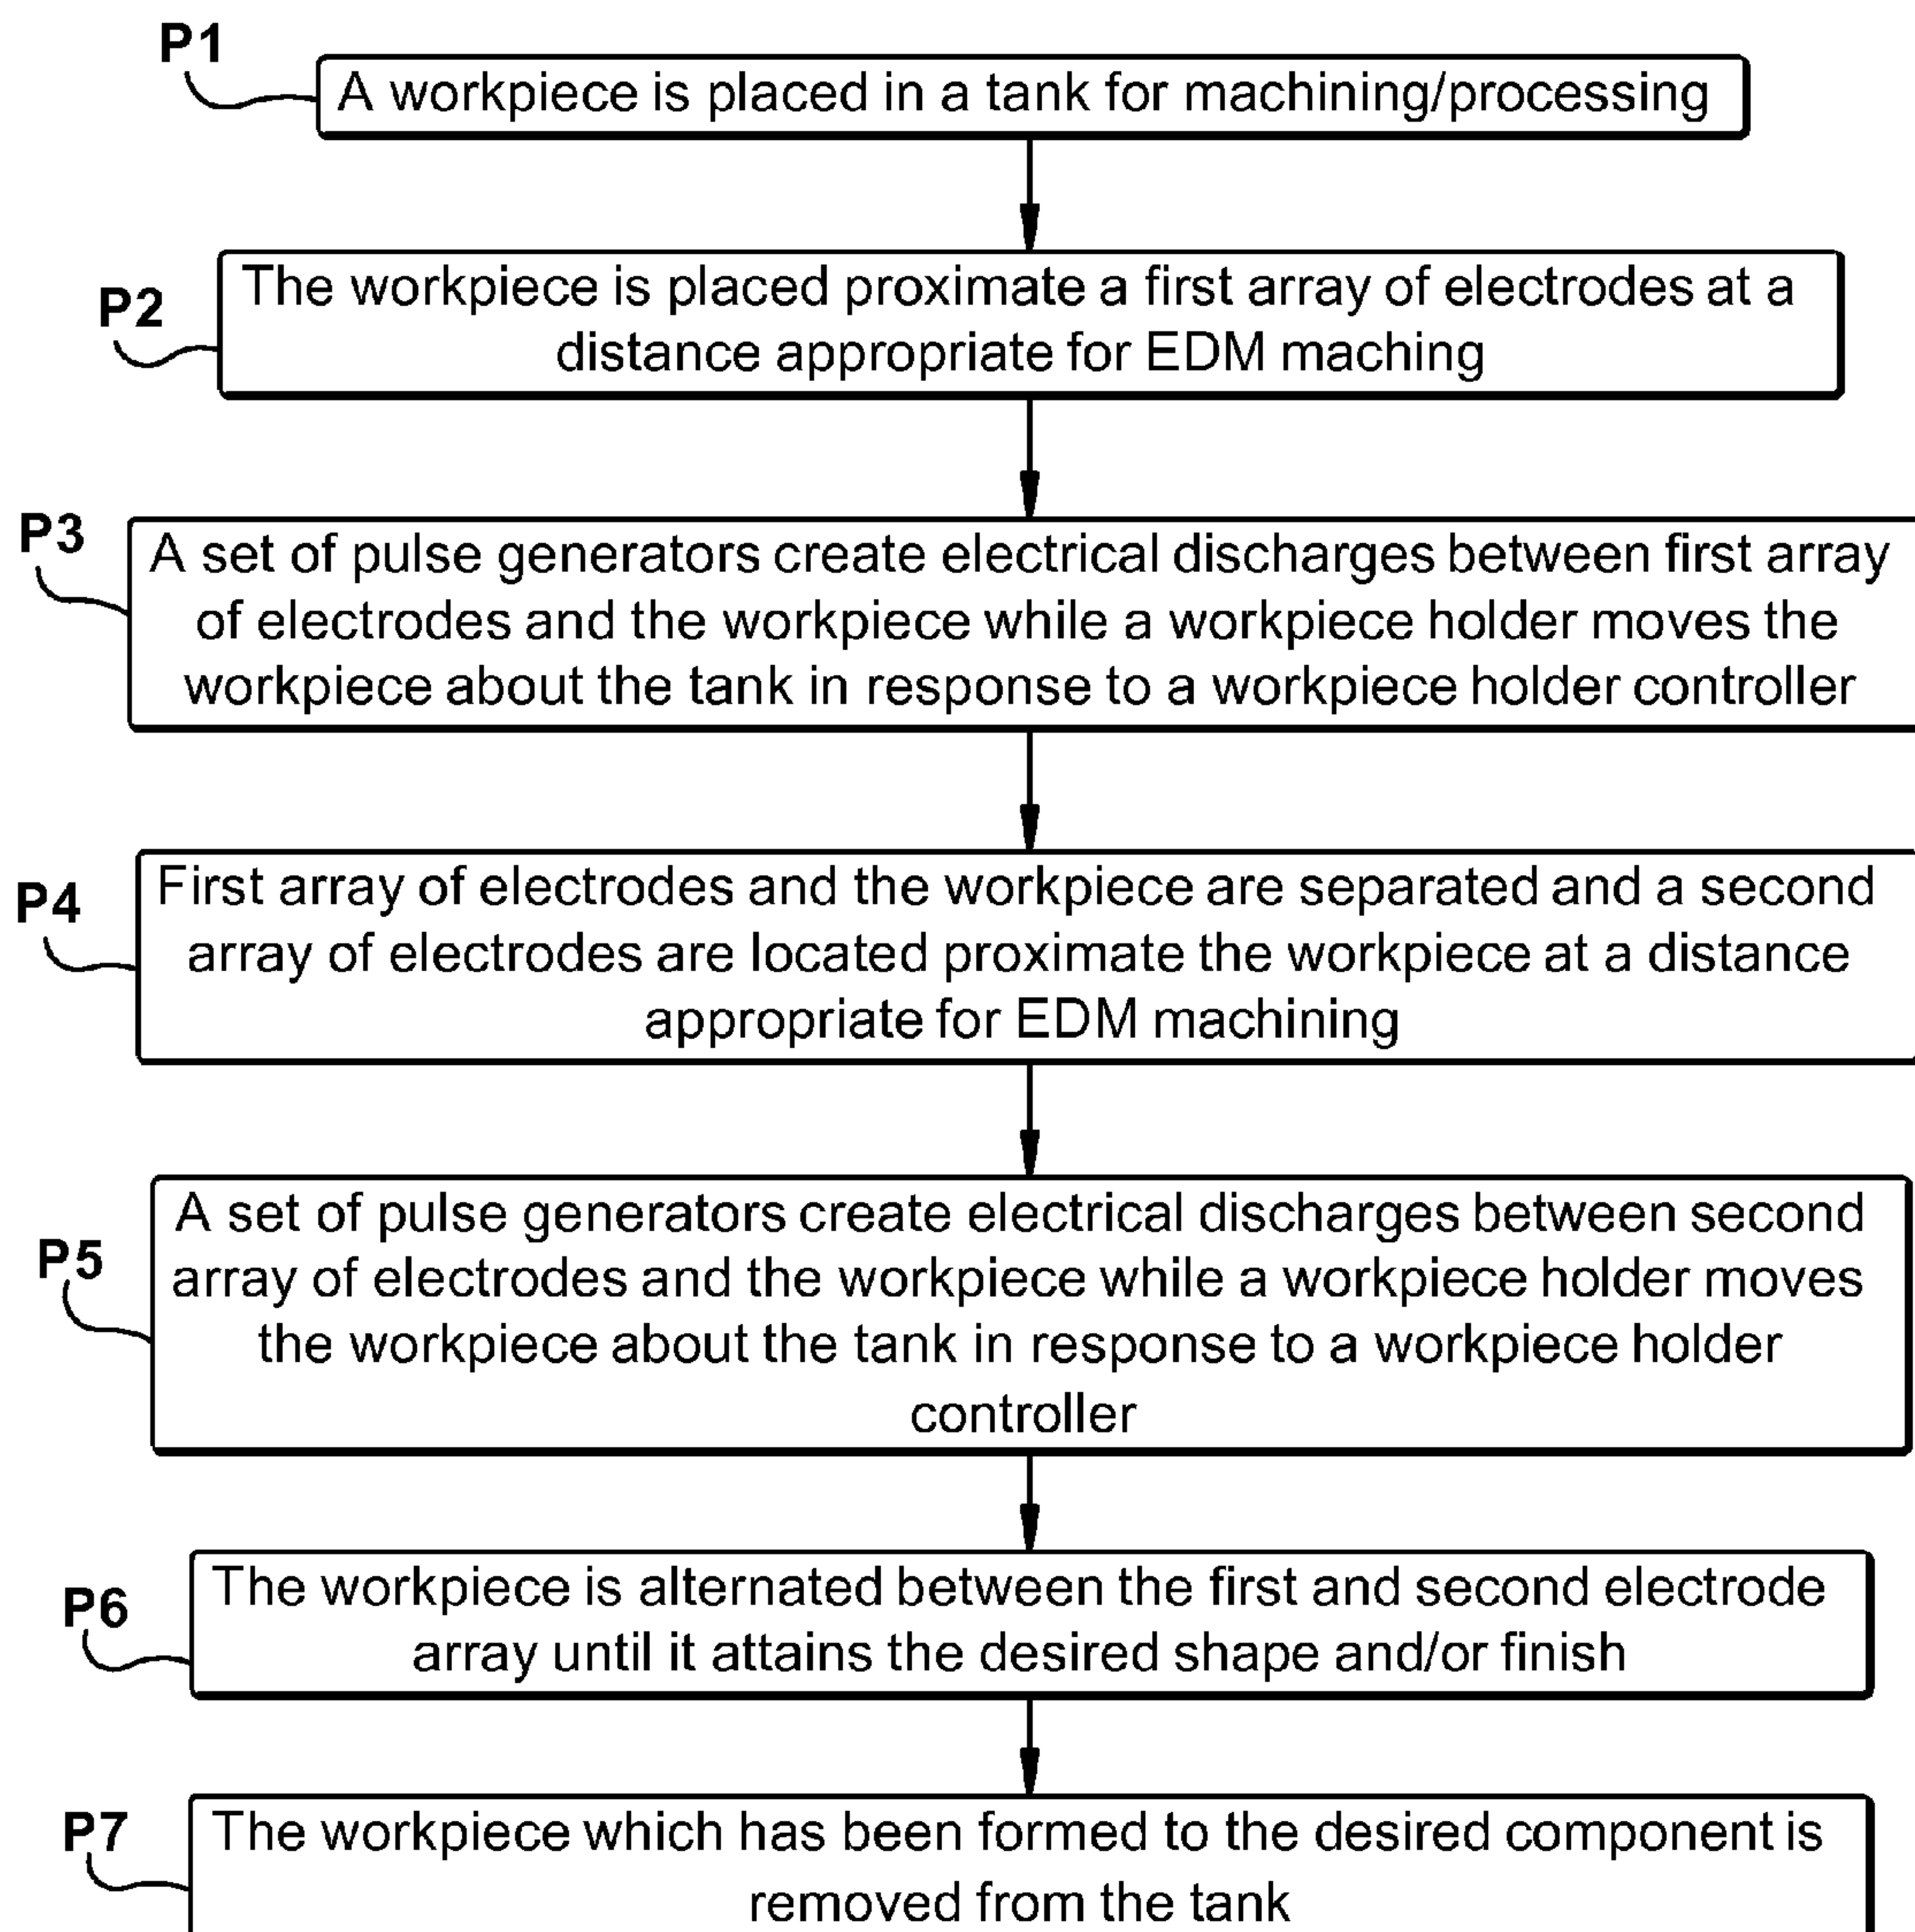 P1
A workpiece is placed in a tank for machining/processing
P2
The workpiece is placed proximate a first array of electrodes at a
distance appropriate for EDM maching
P3
A set of pulse generators create electrical discharges between first array
of electrodes and the workpiece while a workpiece holder moves the
workpiece about the tank in response to a workpiece holder controller
P4
First array of electrodes and the workpiece are separated and a second
array of electrodes are located proximate the workpiece at a distance
appropriate for EDM machining
P5
A set of pulse generators create electrical discharges between second
array of electrodes and the workpiece while a workpiece holder moves
the workpiece about the tank in response to a workpiece holder
controller
P6
The workpiece is alternated between the first and second electrode
array until it attains the desired shape and/or finish
P7
The workpiece which has been formed to the desired component is
removed from the tank